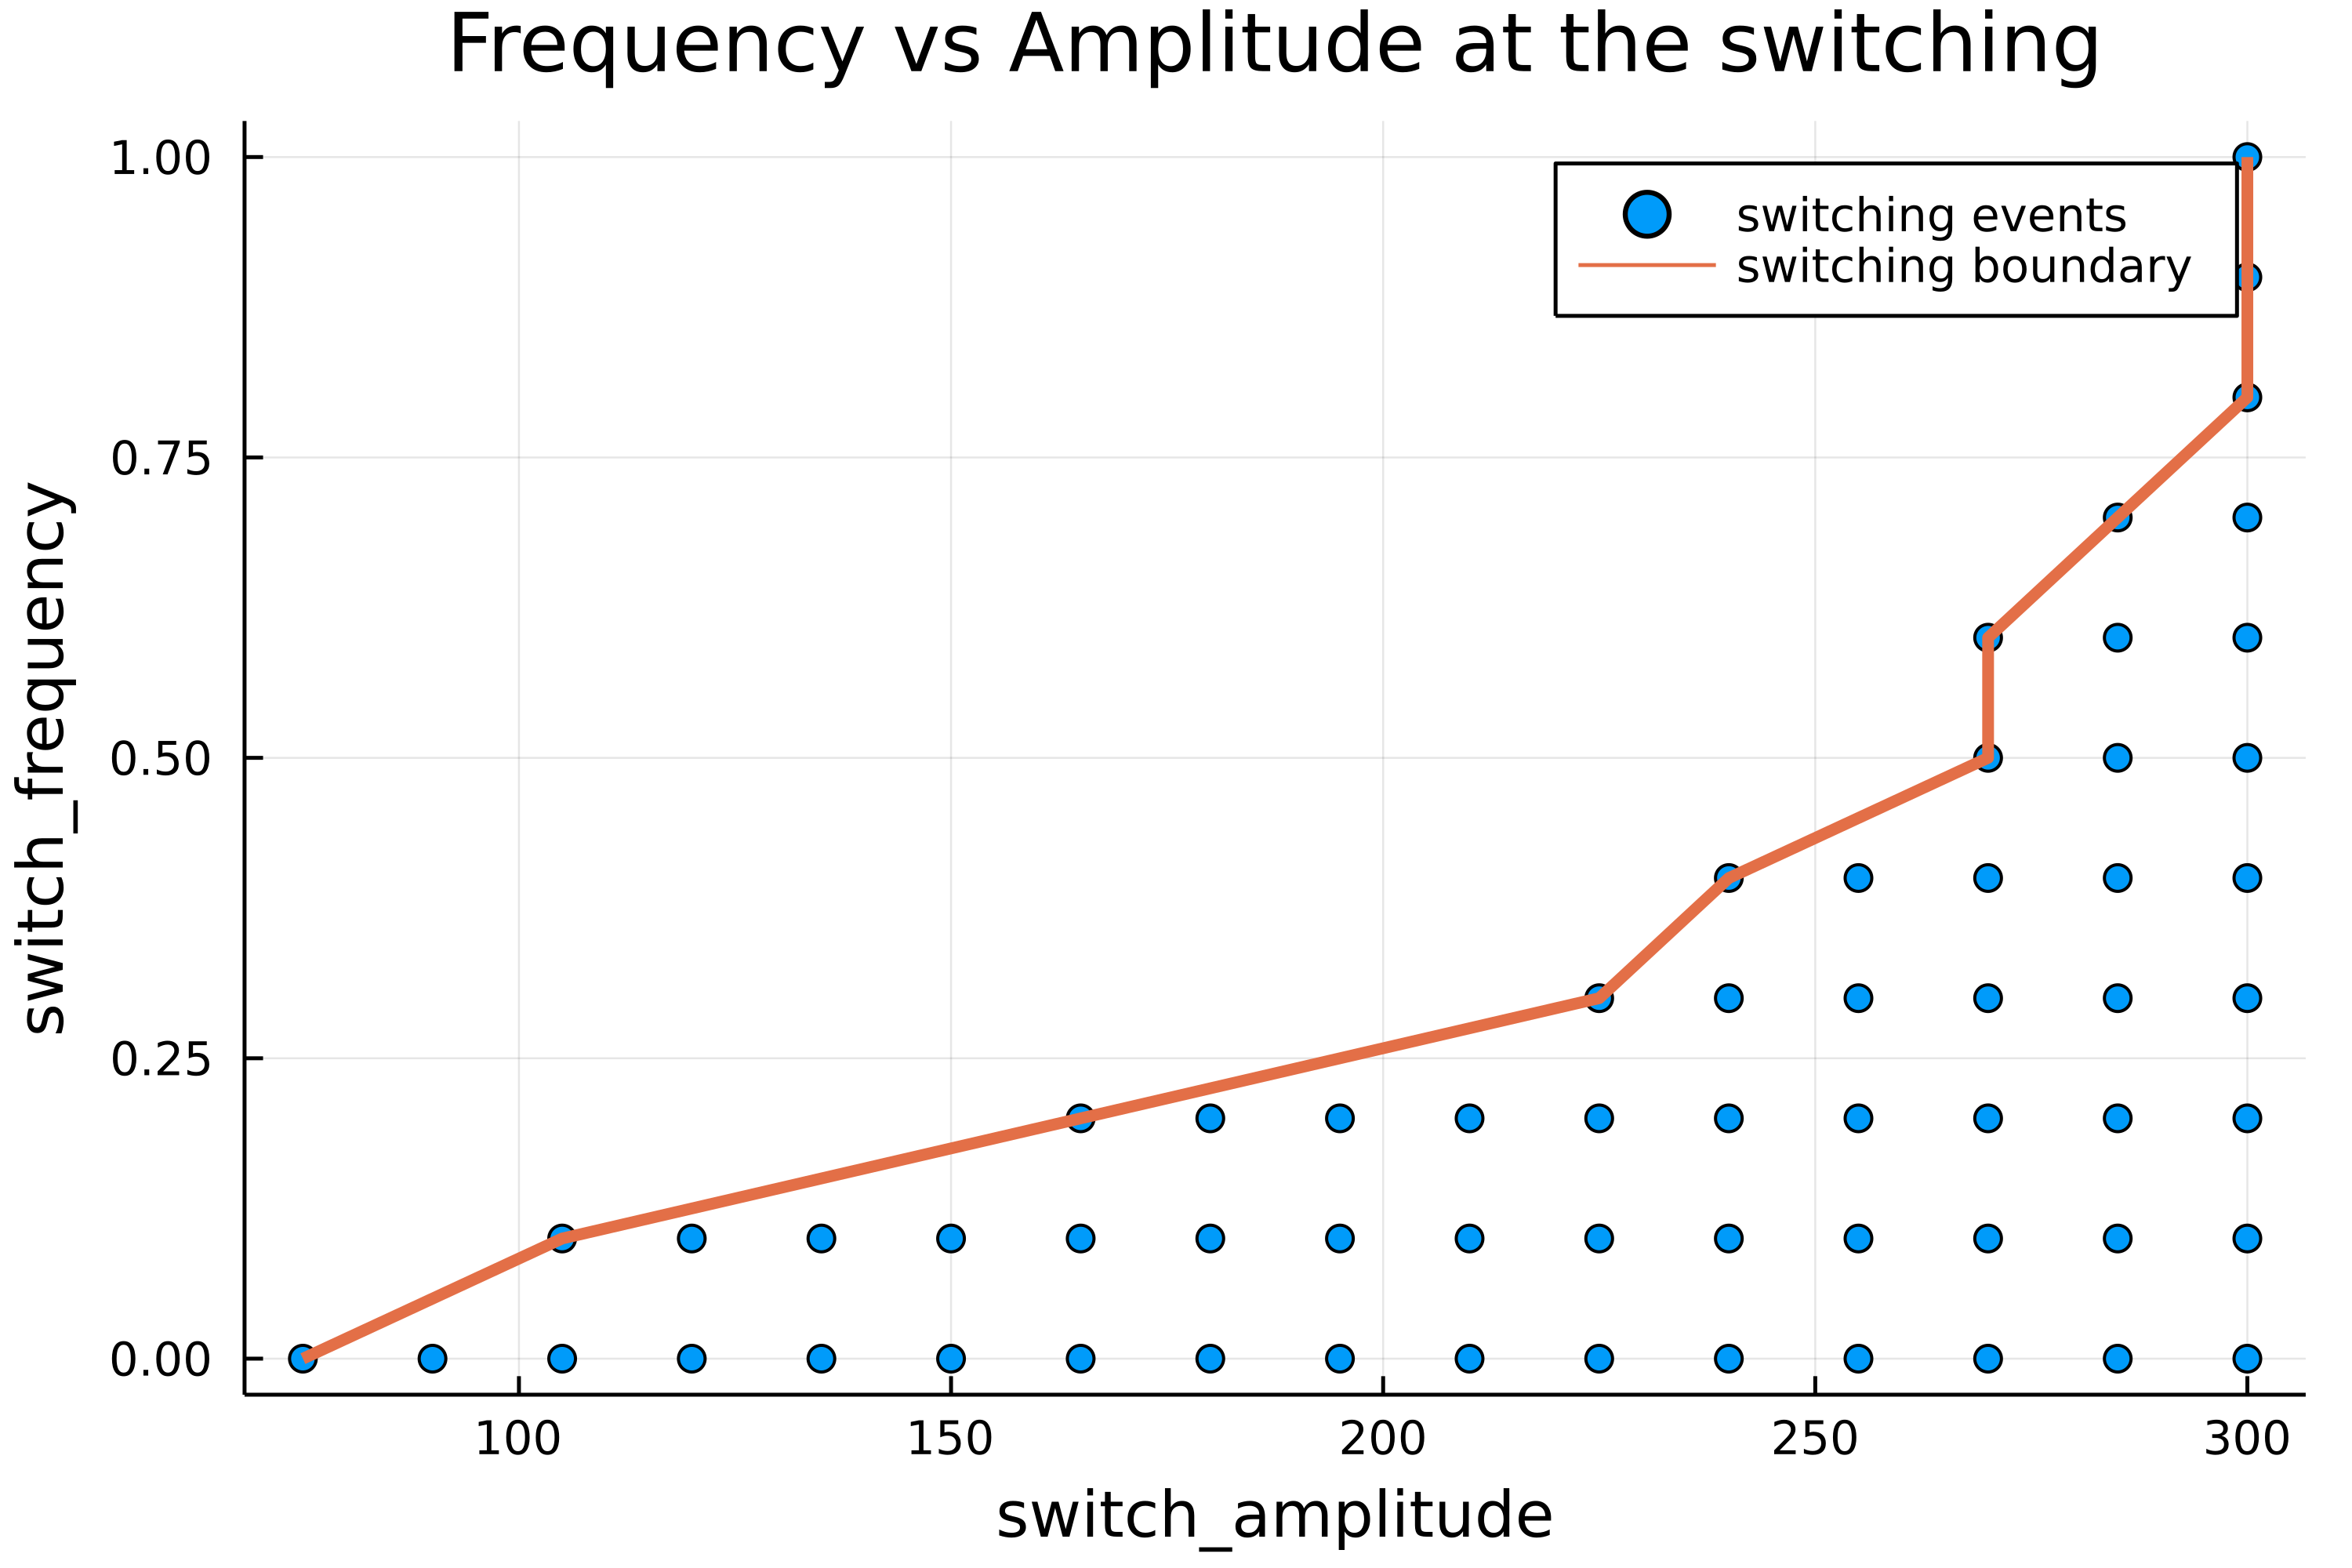 Frequency vs Amplitude at the switching
switching events
switching boundary
1.00
0.75
0.50
0.25
0.00
switch_frequency
100 150 200 250 300
switch_amplitude